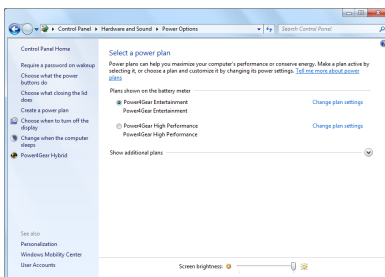 Control Panel ▸ Hardware and Sound ▸ Power Options
Search Control Panel
Control Panel Home
Require a password on wakeup
Choose what the power
buttons do
Choose what closing the lid
does
Create a power plan
Choose when to turn off the
display
Change when the computer
sleeps
Power4Gear Hybrid
See also
Personalization
Windows Mobility Center
User Accounts
Select a power plan
Power plans can help you maximize your computer's performance or conserve energy. Make a plan active by
selecting it, or choose a plan and customize it by changing its power settings. Tell me more about power
plans
Plans shown on the battery meter
Power4Gear Entertainment Change plan settings
Power4Gear Entertainment
Power4Gear High Performance Change plan settings
Power4Gear High Performance
Show additional plans
Screen brightness: